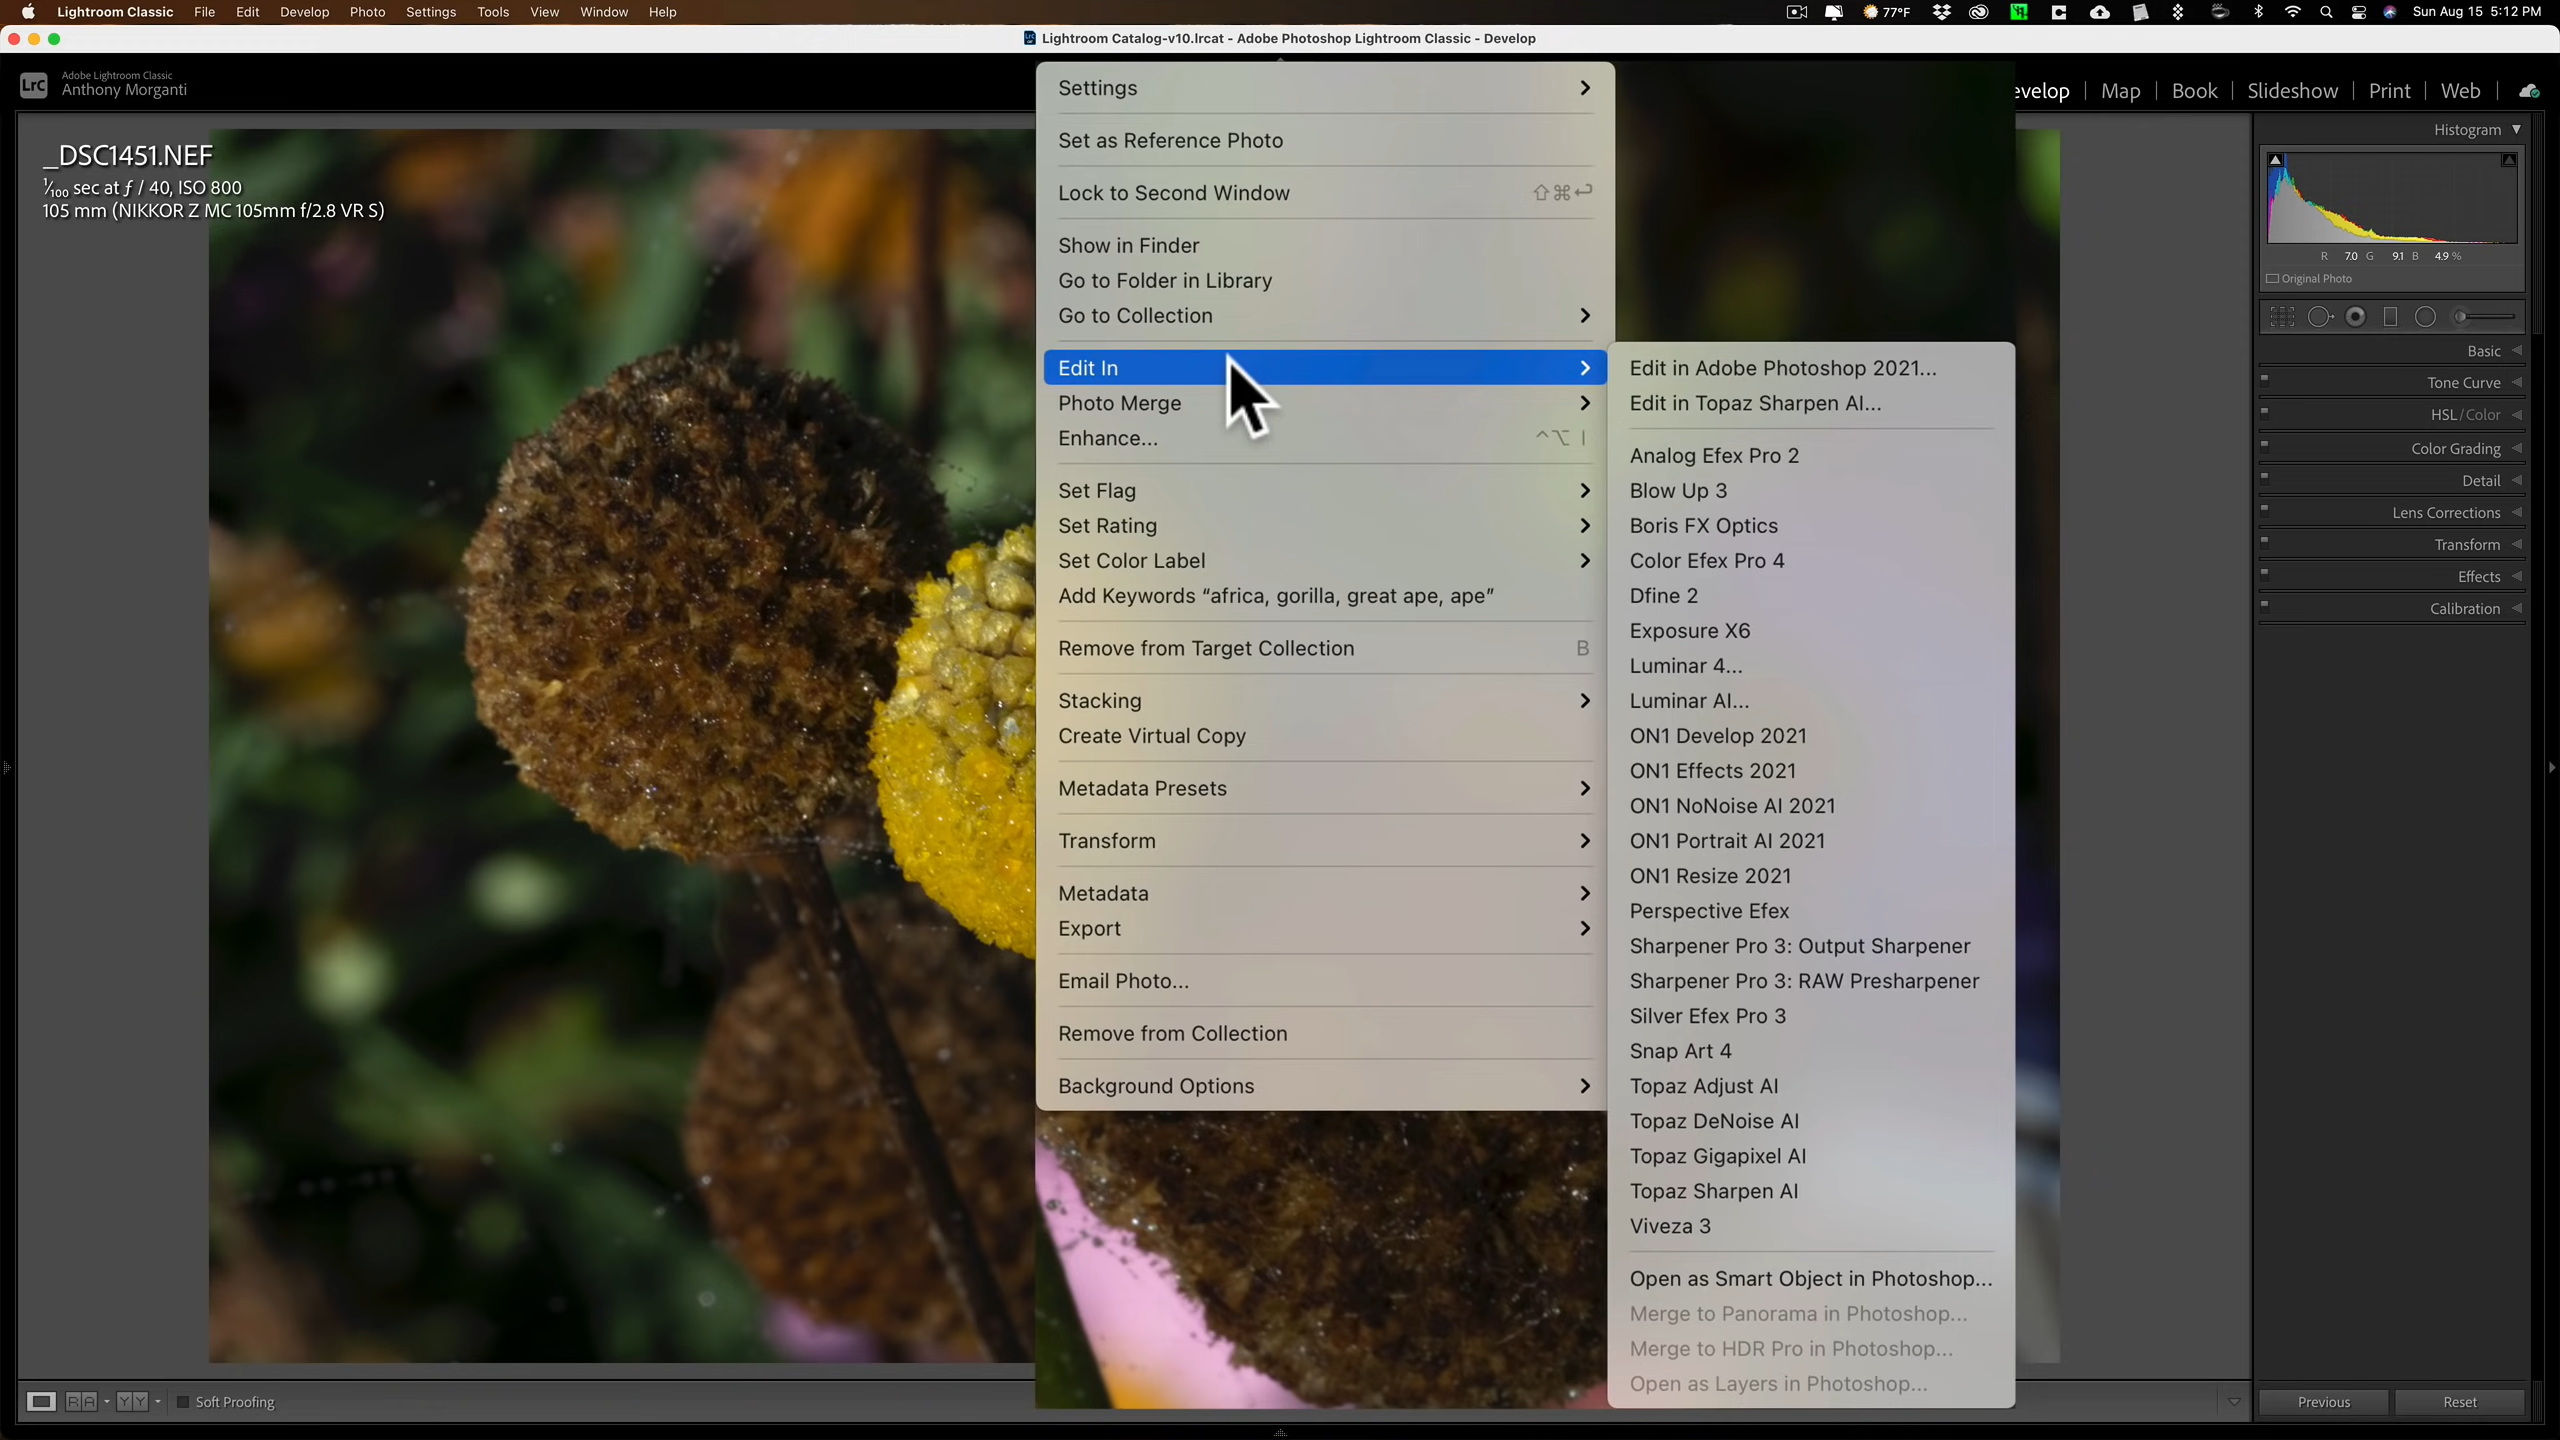 Lightroom Classic File Edit Develop Photo Settings Tools View Window Help 77°F Sun Aug 15 5:12 PM
Lightroom Catalog-v10.lrcat - Adobe Photoshop Lightroom Classic - Develop
LrC
Adobe Lightroom Classic
Anthony Morganti
evelop | Map | Book | Slideshow | Print | Web
_DSC1451.NEF
1/100 sec at ƒ / 40, ISO 800
105 mm (NIKKOR Z MC 105mm f/2.8 VR S)
Settings
Set as Reference Photo
Lock to Second Window ⇧⌘↩
Show in Finder
Go to Folder in Library
Go to Collection
Edit In
Photo Merge
Enhance... ^⌥ I
Set Flag
Set Rating
Set Color Label
Add Keywords “africa, gorilla, great ape, ape”
Remove from Target Collection B
Stacking
Create Virtual Copy
Metadata Presets
Transform
Metadata
Export
Email Photo...
Remove from Collection
Background Options
Edit in Adobe Photoshop 2021...
Edit in Topaz Sharpen AI...
Analog Efex Pro 2
Blow Up 3
Boris FX Optics
Color Efex Pro 4
Dfine 2
Exposure X6
Luminar 4...
Luminar AI...
ON1 Develop 2021
ON1 Effects 2021
ON1 NoNoise AI 2021
ON1 Portrait AI 2021
ON1 Resize 2021
Perspective Efex
Sharpener Pro 3: Output Sharpener
Sharpener Pro 3: RAW Presharpener
Silver Efex Pro 3
Snap Art 4
Topaz Adjust AI
Topaz DeNoise AI
Topaz Gigapixel AI
Topaz Sharpen AI
Viveza 3
Open as Smart Object in Photoshop...
Merge to Panorama in Photoshop...
Merge to HDR Pro in Photoshop...
Open as Layers in Photoshop...
Histogram
R 7.0 G 9.1 B 4.9 %
Original Photo
Basic
Tone Curve
HSL / Color
Color Grading
Detail
Lens Corrections
Transform
Effects
Calibration
R A Y Y Soft Proofing
Previous Reset